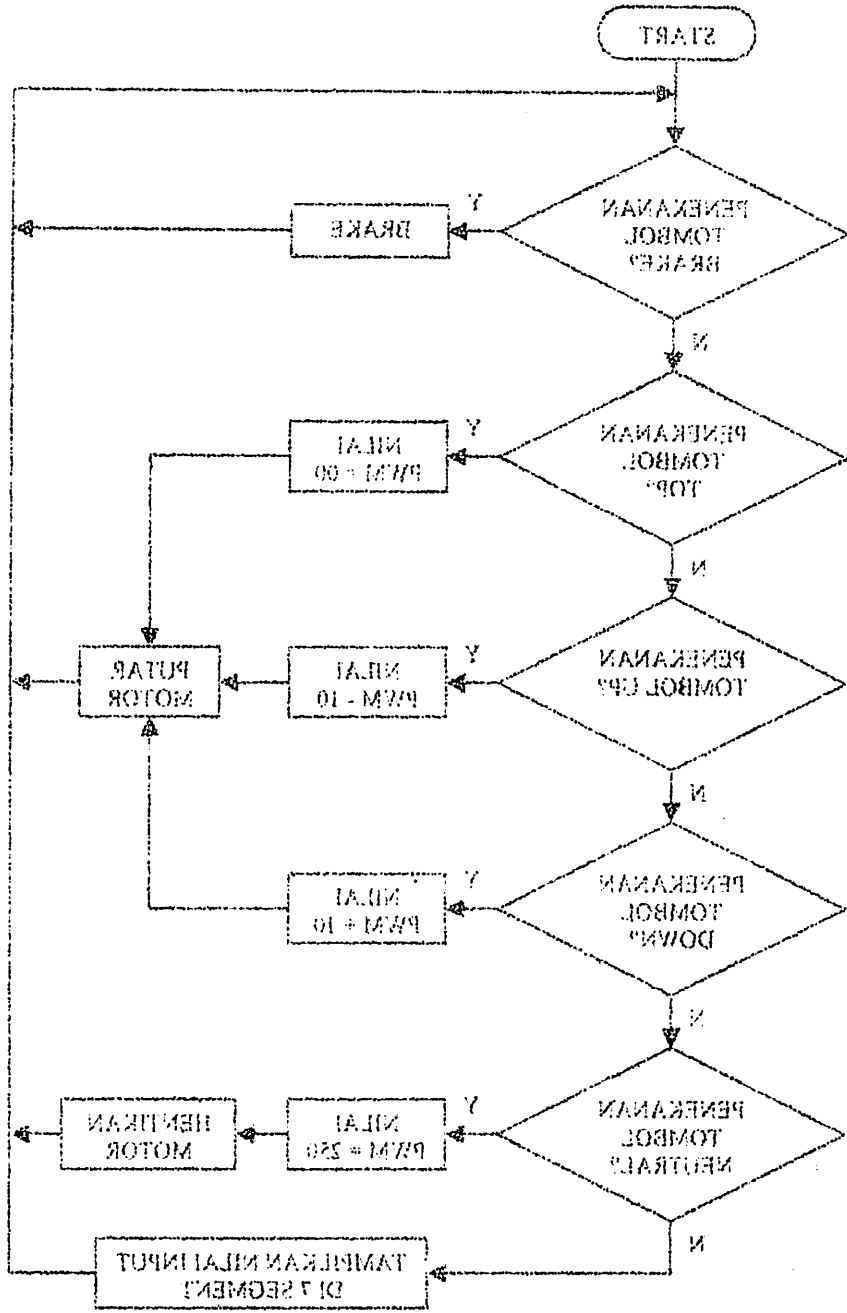 START
PENEKANAN
TOMBOL
BRAKE?
Y
BRAKE
N
PENEKANAN
TOMBOL
TOP?
Y
NILAI
PWM = 00
N
PENEKANAN
TOMBOL UP?
Y
NILAI
PWM - 10
PUTAR
MOTOR
N
PENEKANAN
TOMBOL
DOWN?
Y
NILAI
PWM + 10
N
PENEKANAN
TOMBOL
NEUTRAL?
Y
NILAI
PWM = 250
HENTIKAN
MOTOR
N
TAMPILKAN NILAI INPUT
DI 7 SEGMENT